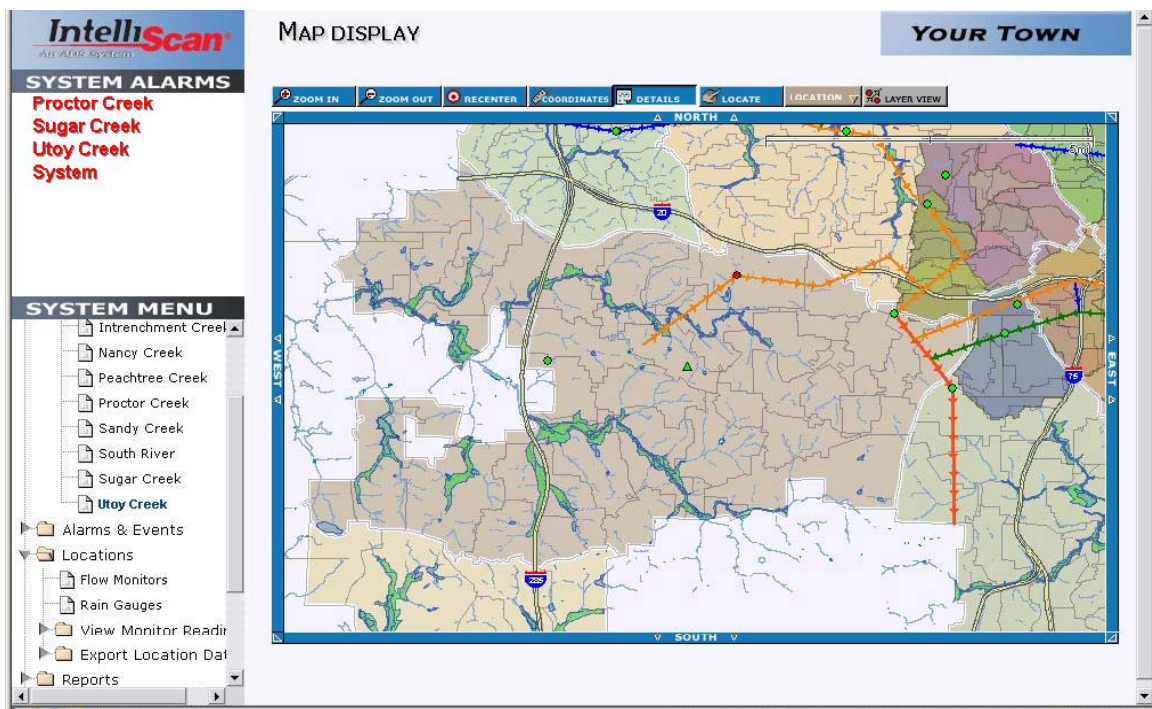 IntelliScan
An ADS System
MAP DISPLAY
YOUR TOWN
SYSTEM ALARMS
Proctor Creek
Sugar Creek
Utoy Creek
System
ZOOM IN
ZOOM OUT
RECENTER
COORDINATES
DETAILS
LOCATE
LOCATION
LAYER VIEW
NORTH
5mi
20
WEST
EAST
75
285
SOUTH
SYSTEM MENU
Intrenchment Creek
Nancy Creek
Peachtree Creek
Proctor Creek
Sandy Creek
South River
Sugar Creek
Utoy Creek
Alarms & Events
Locations
Flow Monitors
Rain Gauges
View Monitor Readin
Export Location Dat
Reports